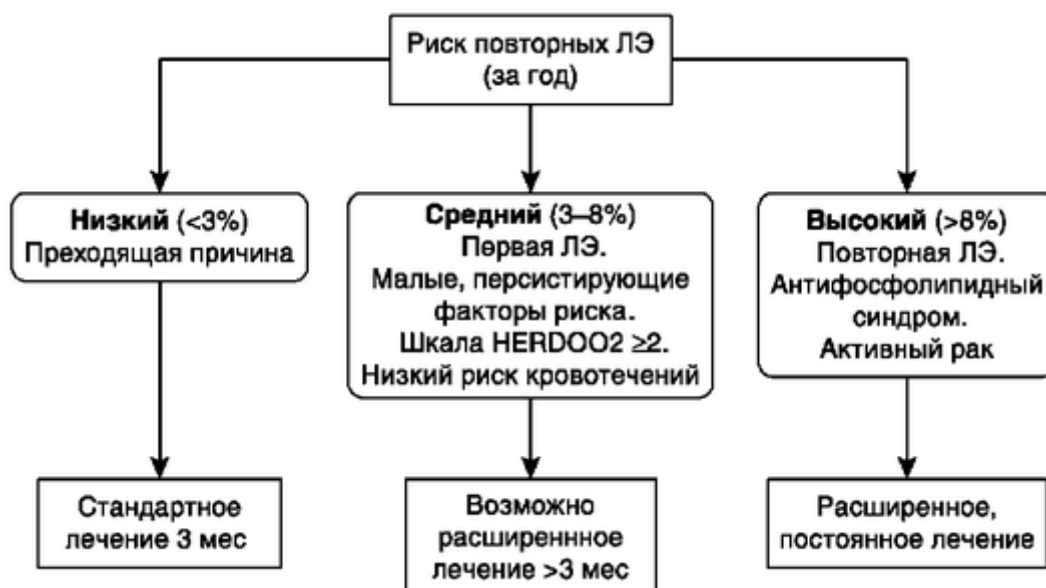 Риск повторных ЛЭ
(за год)
Низкий (<3%)
Преходящая причина
Средний (3–8%)
Первая ЛЭ.
Малые, персистирующие
факторы риска.
Шкала HERDOO2 ≥2.
Низкий риск кровотечений
Высокий (>8%)
Повторная ЛЭ.
Антифосфолипидный
синдром.
Активный рак
Стандартное
лечение 3 мес
Возможно
расширеннное
лечение >3 мес
Расширенное,
постоянное лечение